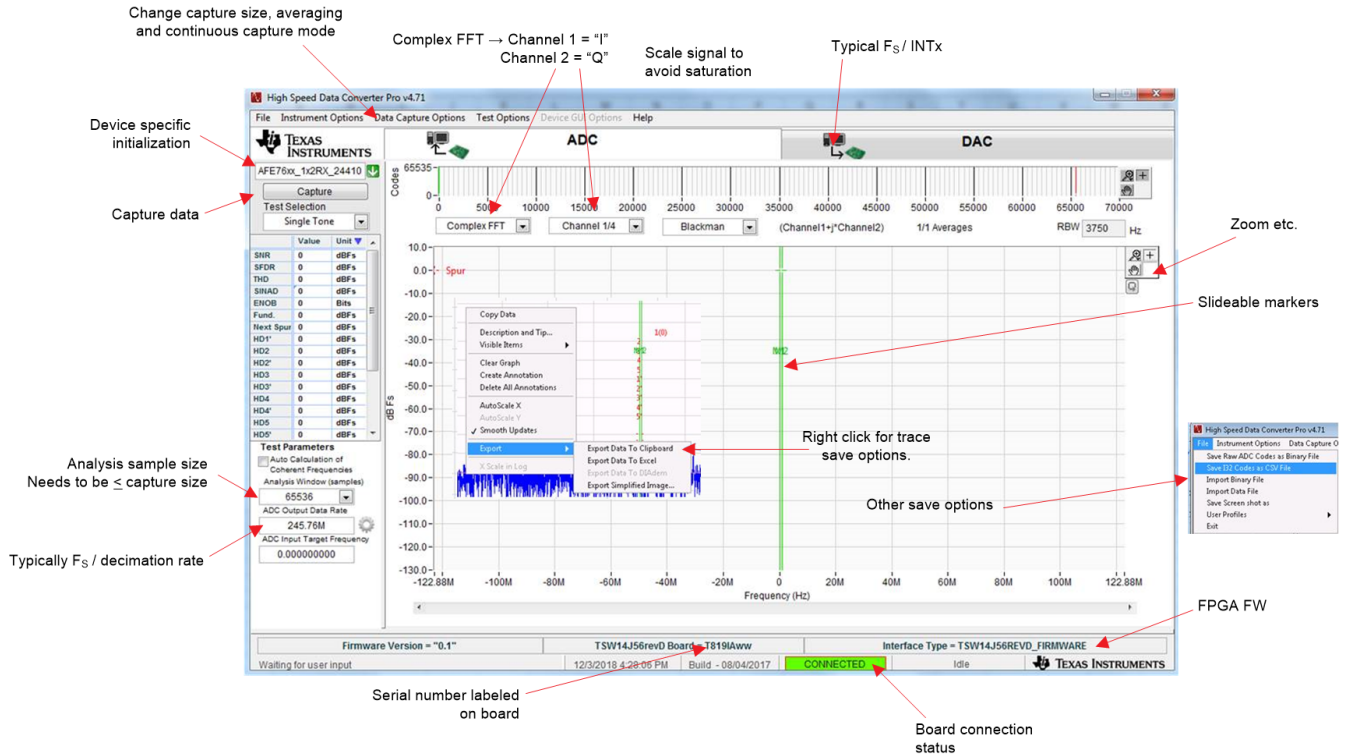 Change capture size, averaging
and continuous capture mode
Complex FFT → Channel 1 = “I”
Channel 2 = “Q”
Scale signal to
avoid saturation
Typical FS / INTx
Device specific
initialization
Capture data
Analysis sample size
Needs to be ≤ capture size
Typically FS / decimation rate
Zoom etc.
Slideable markers
Right click for trace
save options.
Other save options
FPGA FW
Serial number labeled
on board
Board connection
status
High Speed Data Converter Pro v4.71
File Instrument Options Data Capture Options Test Options Device GUI Options Help
TEXAS
INSTRUMENTS
ADC
DAC
AFE76xx_1x2RX_24410
Capture
Test Selection
Single Tone
Value Unit
SNR 0 dBFs
SFDR 0 dBFs
THD 0 dBFs
SINAD 0 dBFs
ENOB 0 Bits
Fund. 0 dBFs
Next Spur 0 dBFs
HD1' 0 dBFs
HD2 0 dBFs
HD2' 0 dBFs
HD3 0 dBFs
HD3' 0 dBFs
HD4 0 dBFs
HD4' 0 dBFs
HD5 0 dBFs
HD5' 0 dBFs
Test Parameters
Auto Calculation of
Coherent Frequencies
Analysis Window (samples)
65536
ADC Output Data Rate
245.76M
ADC Input Target Frequency
0.000000000
Codes
65535
0
0 5000 10000 15000 20000 25000 30000 35000 40000 45000 50000 55000 60000 65000 70000
Complex FFT Channel 1/4 Blackman (Channel1+j*Channel2) 1/1 Averages RBW 3750 Hz
10.0
0.0
-10.0
-20.0
-30.0
-40.0
-50.0
-60.0
-70.0
-80.0
-90.0
-100.0
-110.0
-120.0
-130.0
dBFs
Spur
-122.88M -100M -80M -60M -40M -20M 0 20M 40M 60M 80M 100M 122.88M
Frequency (Hz)
Copy Data
Description and Tip...
Visible Items
Clear Graph
Create Annotation
Delete All Annotations
AutoScale X
AutoScale Y
✓ Smooth Updates
Export
X Scale in Log
Export Data To Clipboard
Export Data To Excel
Export Data To DIAdem
Export Simplified Image...
1(0)
High Speed Data Converter Pro v4.71
File Instrument Options Data Capture O
Save Raw ADC Codes as Binary File
Save I32 Codes as CSV File
Import Binary File
Import Data File
Save Screen shot as
User Profiles
Exit
Firmware Version = "0.1"
TSW14J56revD Board = T819IAww
Interface Type = TSW14J56REVD_FIRMWARE
Waiting for user input
12/3/2018 4:28:06 PM
Build - 08/04/2017
CONNECTED
Idle
TEXAS INSTRUMENTS